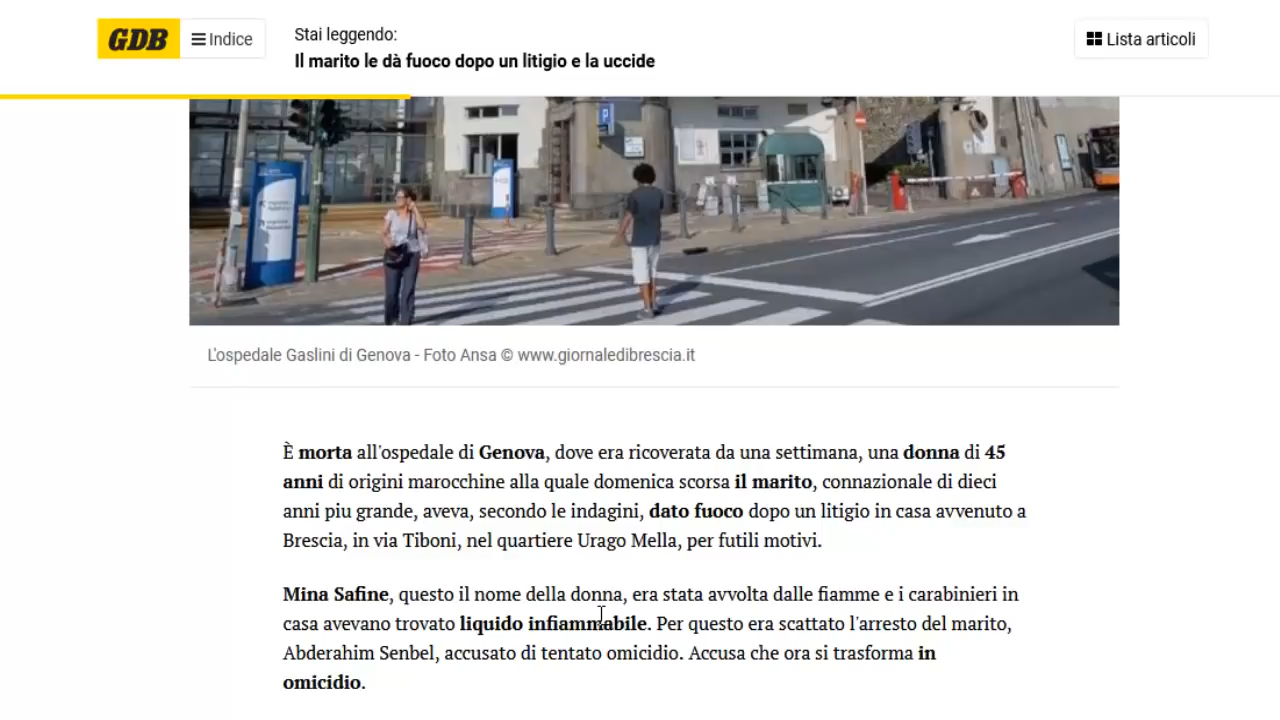 GDB
Indice
Stai leggendo:
Il marito le dà fuoco dopo un litigio e la uccide
Lista articoli
P
L'ospedale Gaslini di Genova - Foto Ansa © www.giornaledibrescia.it
È morta all'ospedale di Genova, dove era ricoverata da una settimana, una donna di 45
anni di origini marocchine alla quale domenica scorsa il marito, connazionale di dieci
anni piu grande, aveva, secondo le indagini, dato fuoco dopo un litigio in casa avvenuto a
Brescia, in via Tiboni, nel quartiere Urago Mella, per futili motivi.
Mina Safine, questo il nome della donna, era stata avvolta dalle fiamme e i carabinieri in
casa avevano trovato liquido infiammabile. Per questo era scattato l'arresto del marito,
Abderahim Senbel, accusato di tentato omicidio. Accusa che ora si trasforma in
omicidio.